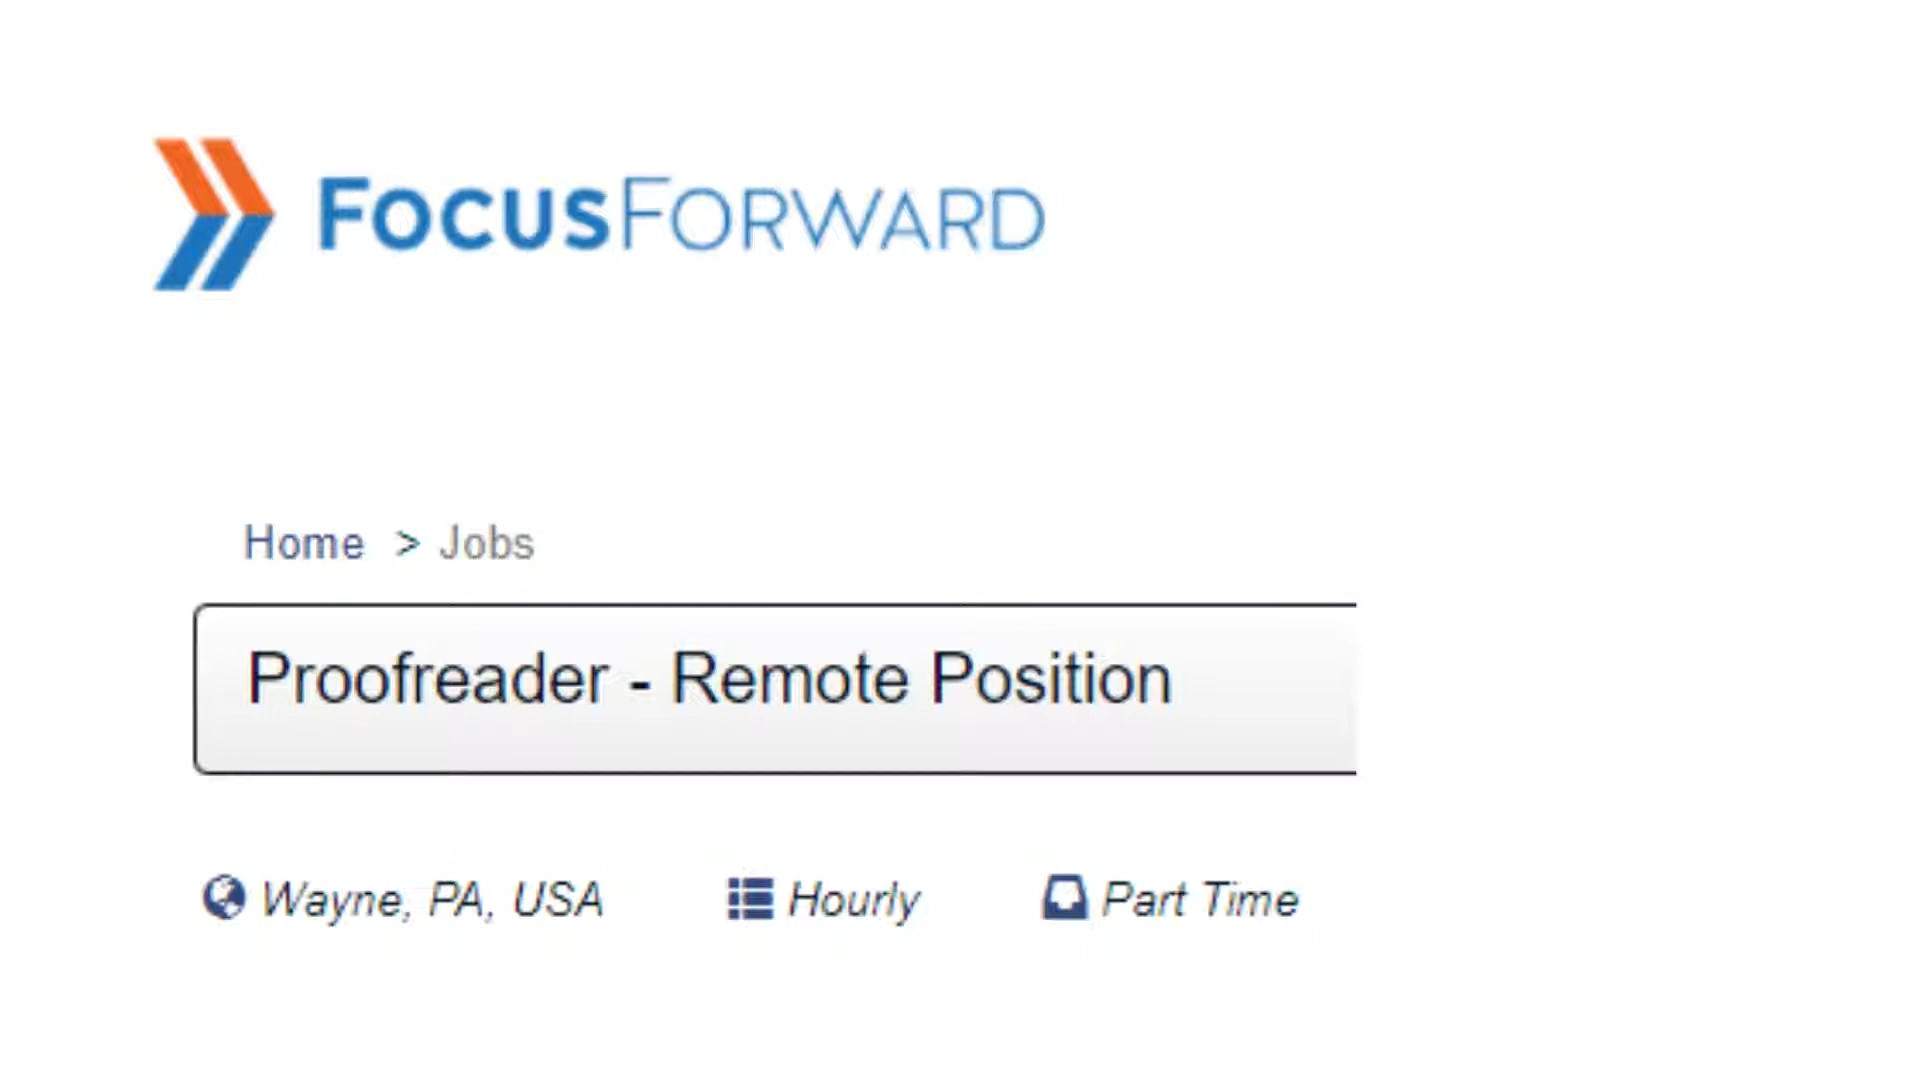 FOCUSFORWARD
Home > Jobs
Proofreader - Remote Position
Wayne, PA, USA Hourly Part Time